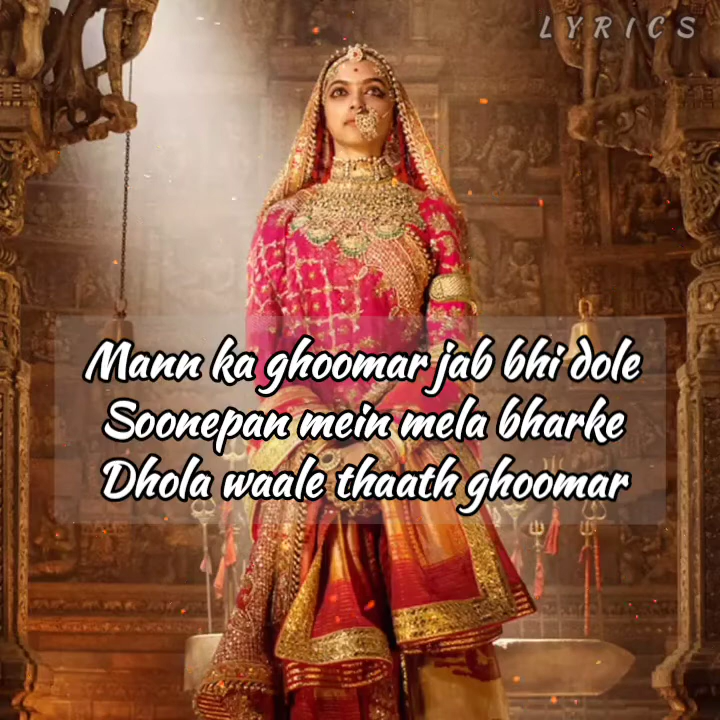 LYRICS
Mann ka ghoomar jab bhi dole
Soonepan mein mela bharke
Dhola waale thaath ghoomar